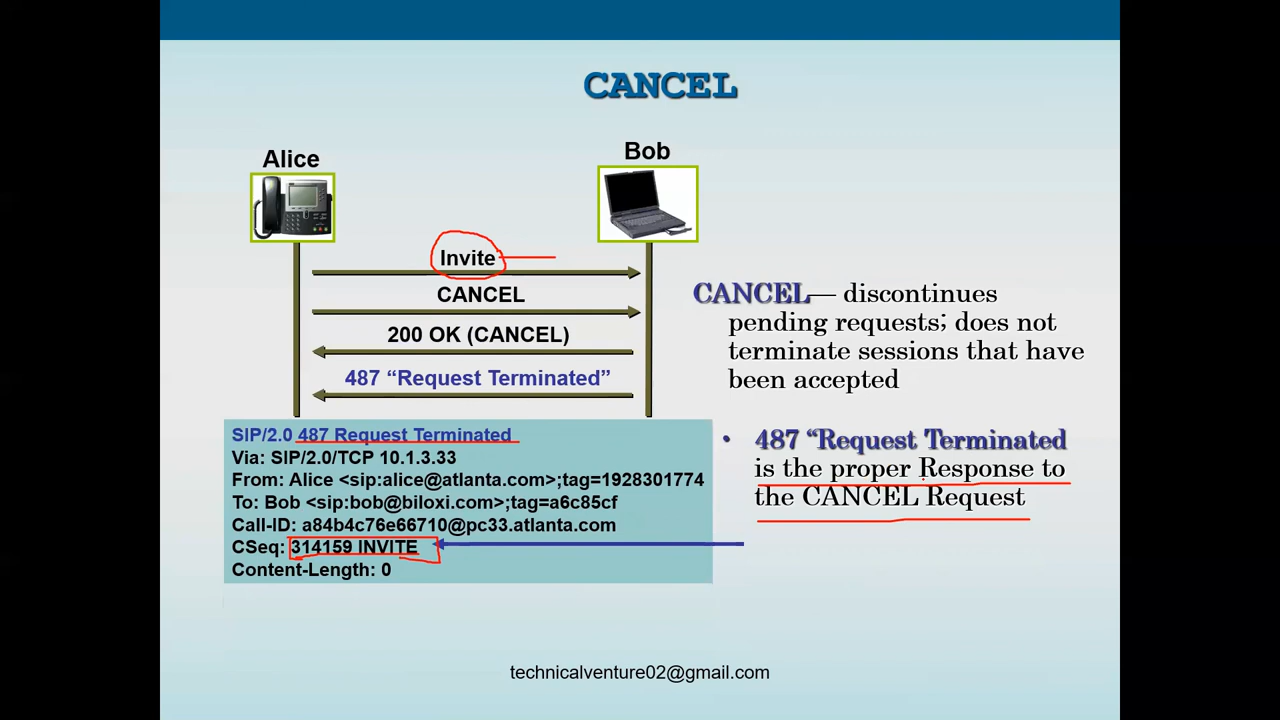 CANCEL
Alice
Bob
Invite
CANCEL
200 OK (CANCEL)
487 “Request Terminated”
CANCEL— discontinues
pending requests; does not
terminate sessions that have
been accepted
SIP/2.0 487 Request Terminated
Via: SIP/2.0/TCP 10.1.3.33
From: Alice <sip:alice@atlanta.com>;tag=1928301774
To: Bob <sip:bob@biloxi.com>;tag=a6c85cf
Call-ID: a84b4c76e66710@pc33.atlanta.com
CSeq: 314159 INVITE
Content-Length: 0
• 487 “Request Terminated
is the proper Response to
the CANCEL Request
technicalventure02@gmail.com